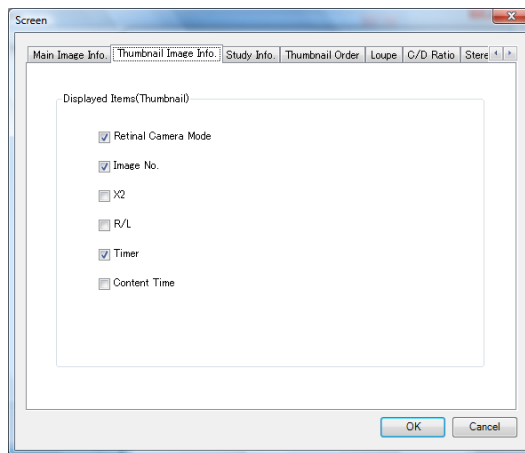 Screen
Main Image Info. Thumbnail Image Info. Study Info. Thumbnail Order Loupe C/D Ratio Stere
Displayed Items(Thumbnail)
Retinal Camera Mode
Image No.
X2
R/L
Timer
Content Time
OK Cancel